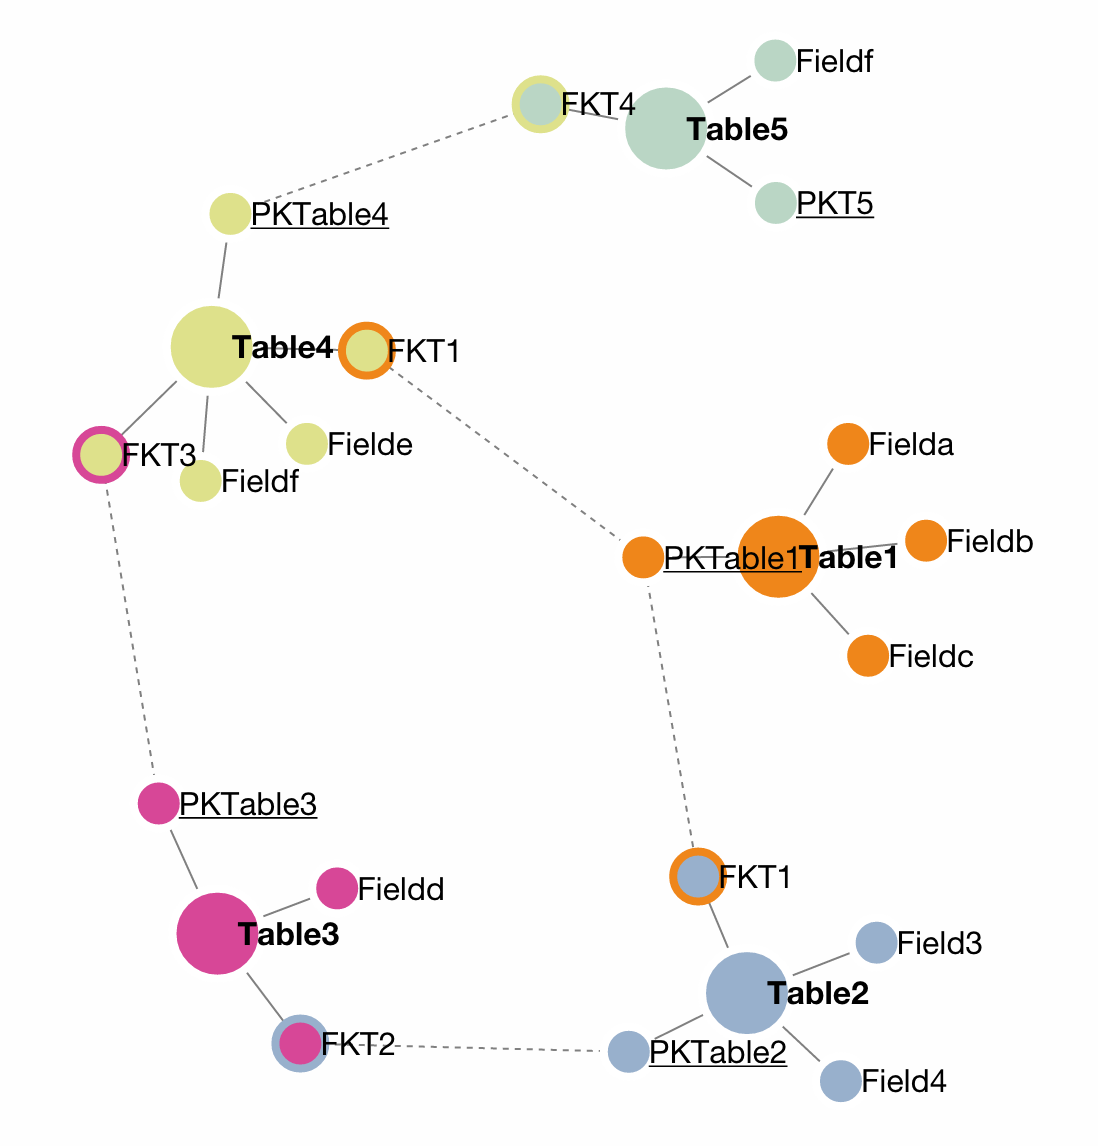 Fieldf
FKT4
Table5
PKT5
PKTable4
Table4
FKT1
Fielde
FKT3
Fieldf
Fielda
Fieldb
PKTable1
Table1
Fieldc
PKTable3
Fieldd
FKT1
Table3
Field3
Table2
FKT2
PKTable2
Field4